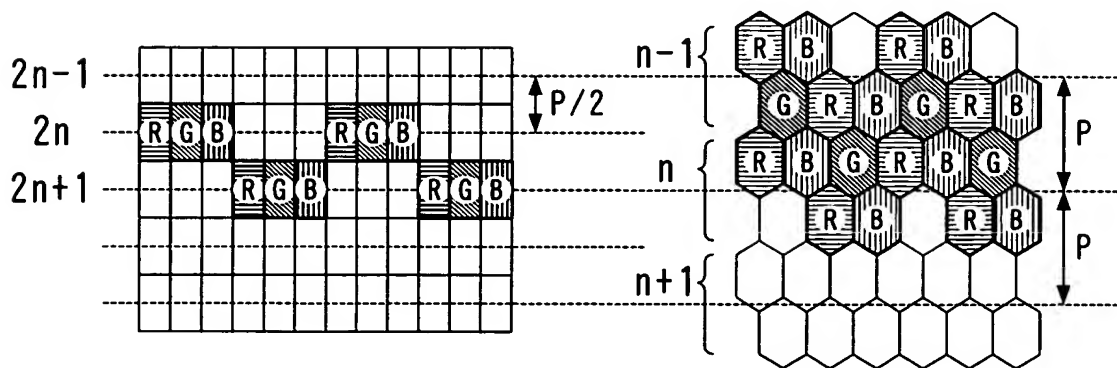 2n-1
2n
2n+1
R G B R G B
R G B R G B
P/2
n-1
n
n+1
R B R B
G R B G R B
R B G R B G
R B R B
P
P